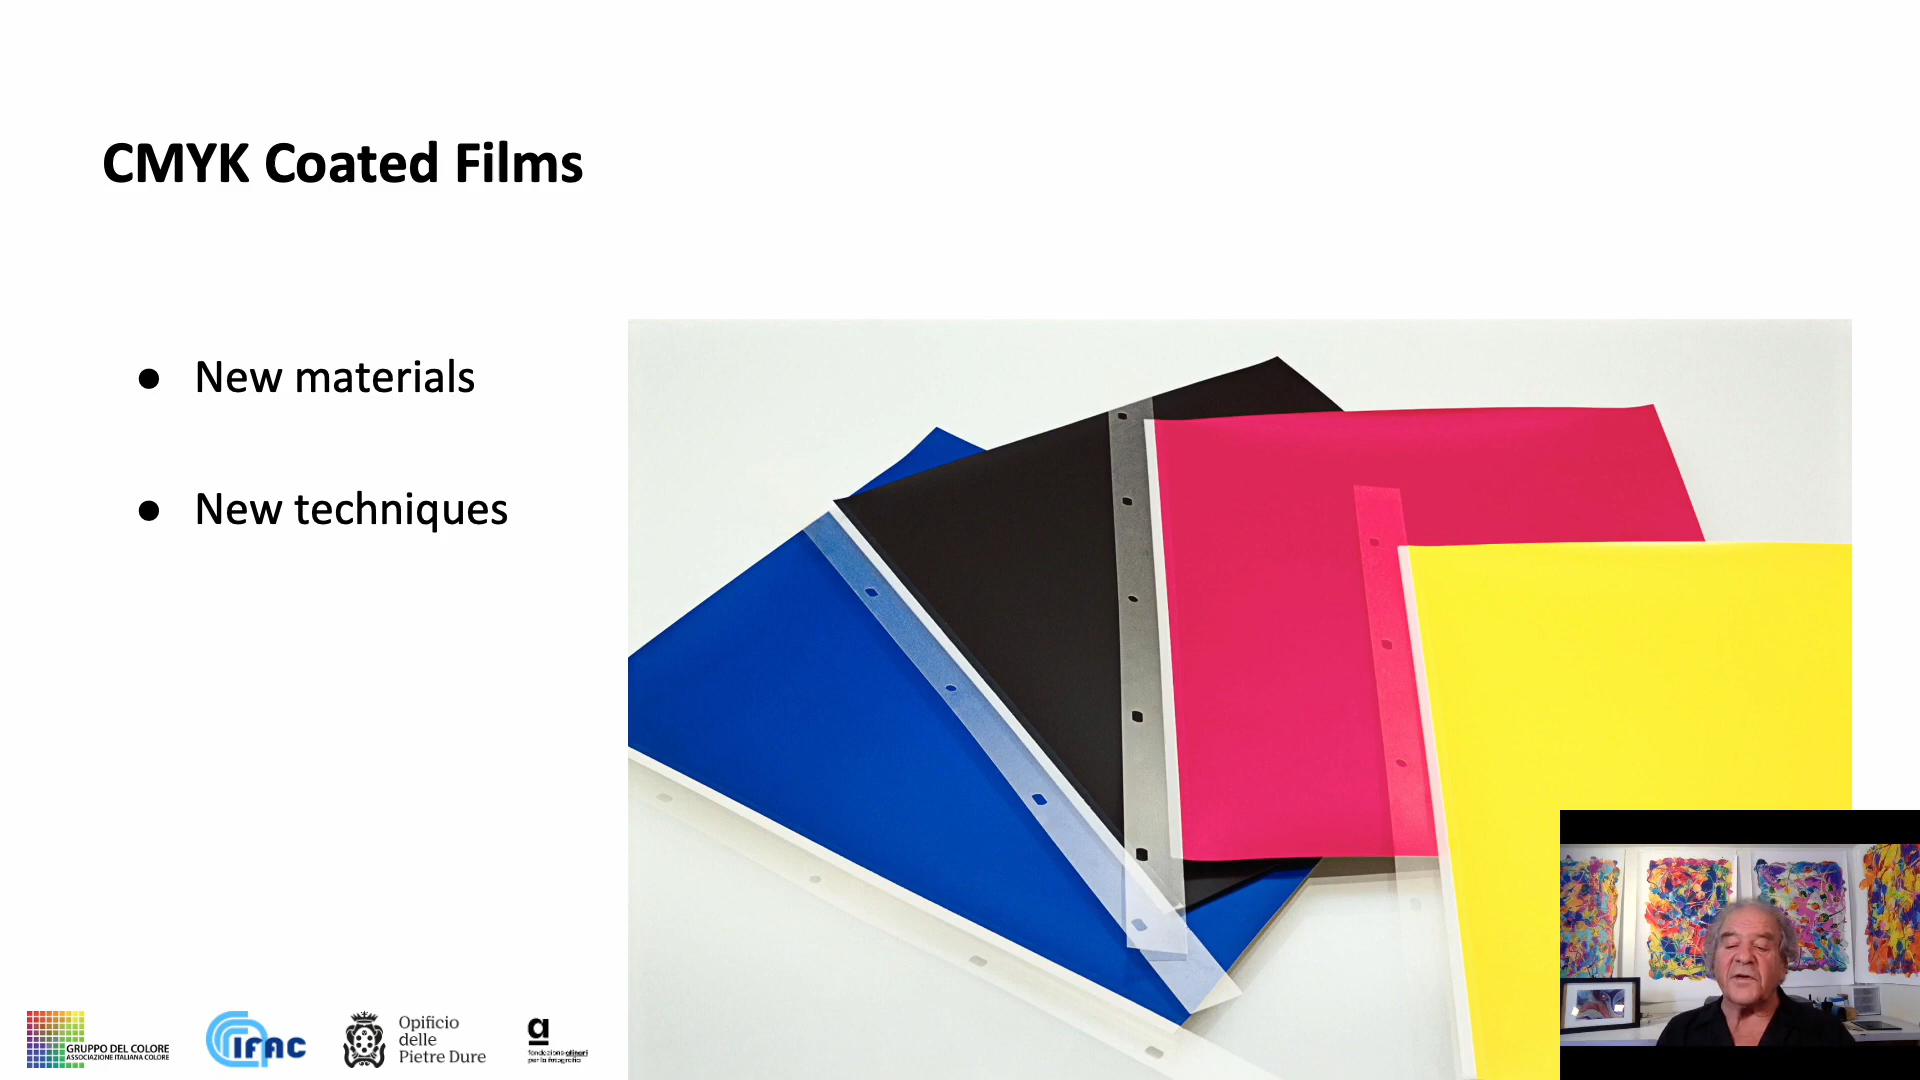 CMYK Coated Films
● New materials
● New techniques
GRUPPO DEL COLORE
ASSOCIAZIONE ITALIANA COLORE
IFAC
Opificio
delle
Pietre Dure
a
fondazione alinari
per la fotografia